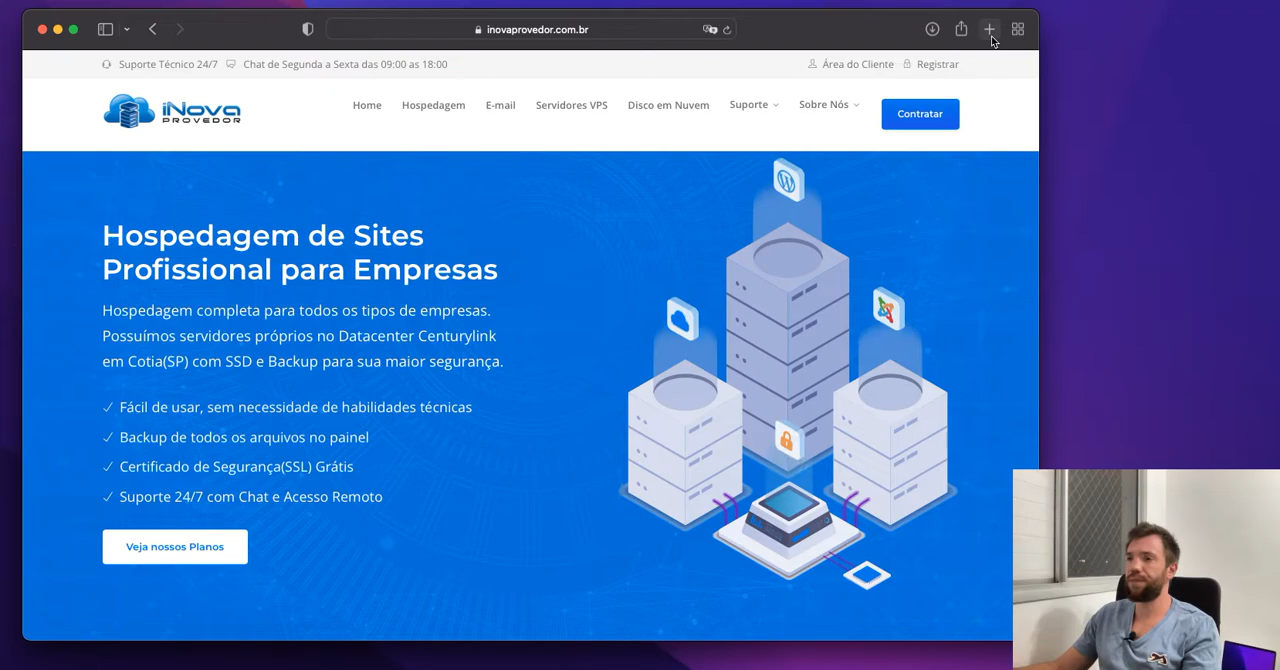 inovaprovedor.com.br
Suporte Técnico 24/7 Chat de Segunda a Sexta das 09:00 as 18:00 Área do Cliente Registrar
iNova
PROVEDOR
Home Hospedagem E-mail Servidores VPS Disco em Nuvem Suporte Sobre Nós Contratar
Hospedagem de Sites
Profissional para Empresas
Hospedagem completa para todos os tipos de empresas.
Possuímos servidores próprios no Datacenter Centurylink
em Cotia(SP) com SSD e Backup para sua maior segurança.
Fácil de usar, sem necessidade de habilidades técnicas
Backup de todos os arquivos no painel
Certificado de Segurança(SSL) Grátis
Suporte 24/7 com Chat e Acesso Remoto
Veja nossos Planos